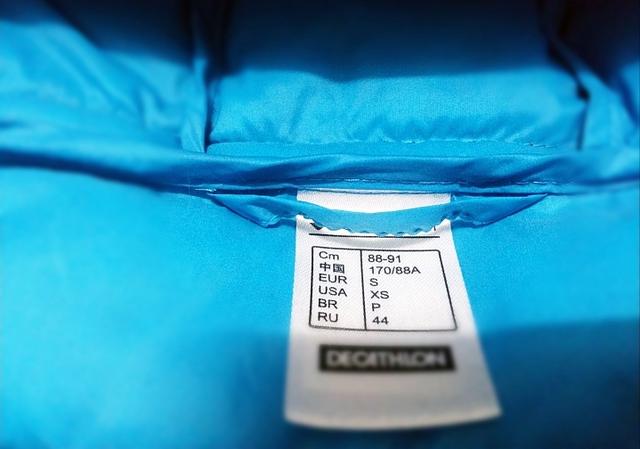 Cm 88-91
中国 170/88A
EUR S
USA XS
BR P
RU 44
DECATHLON